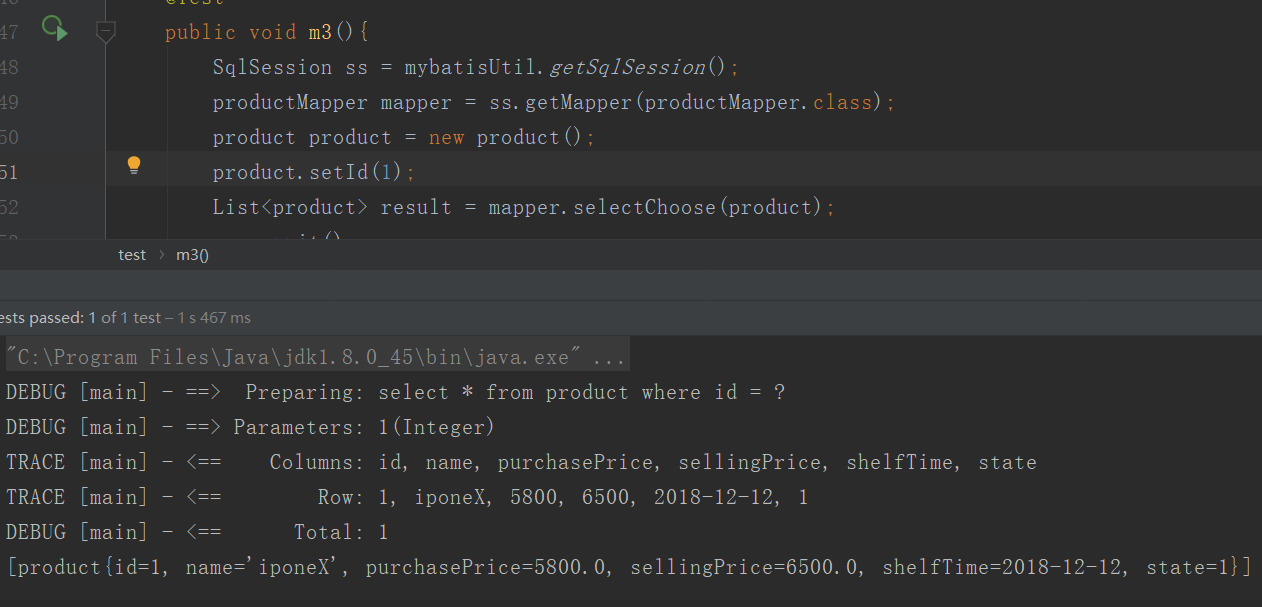 @Test
47 public void m3(){
48 SqlSession ss = mybatisUtil.getSqlSession();
49 productMapper mapper = ss.getMapper(productMapper.class);
50 product product = new product();
51 product.setId(1);
52 List<product> result = mapper.selectChoose(product);
test > m3()
ests passed: 1 of 1 test – 1 s 467 ms
"C:\Program Files\Java\jdk1.8.0_45\bin\java.exe" ...
DEBUG [main] - ==>  Preparing: select * from product where id = ?
DEBUG [main] - ==> Parameters: 1(Integer)
TRACE [main] - <==    Columns: id, name, purchasePrice, sellingPrice, shelfTime, state
TRACE [main] - <==        Row: 1, iponeX, 5800, 6500, 2018-12-12, 1
DEBUG [main] - <==      Total: 1
[product{id=1, name='iponeX', purchasePrice=5800.0, sellingPrice=6500.0, shelfTime=2018-12-12, state=1}]